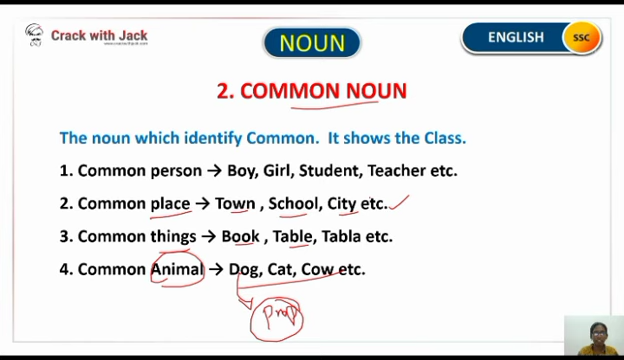 Crack with Jack
NOUN
ENGLISH
SSC
2. COMMON NOUN
The noun which identify Common. It shows the Class.
1. Common person → Boy, Girl, Student, Teacher etc.
2. Common place → Town , School, City etc.
3. Common things → Book , Table, Tabla etc.
4. Common Animal → Dog, Cat, Cow etc.